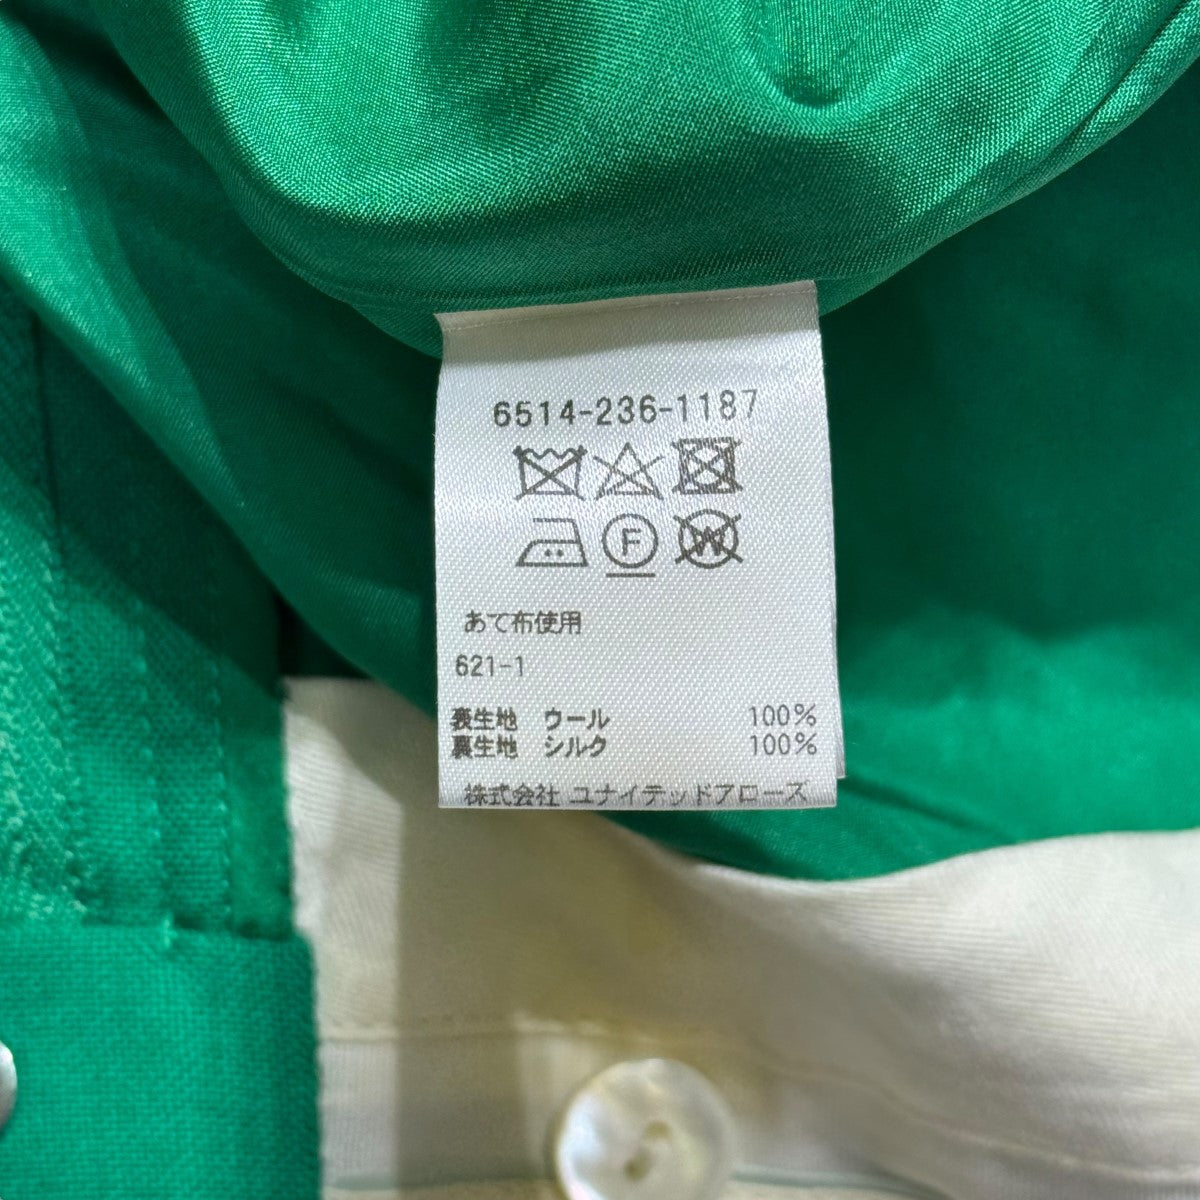 6514-236-1187
F W
あて布使用
621-1
表生地 ウール 100%
裏生地 シルク 100%
株式会社 ユナイテッドアローズ